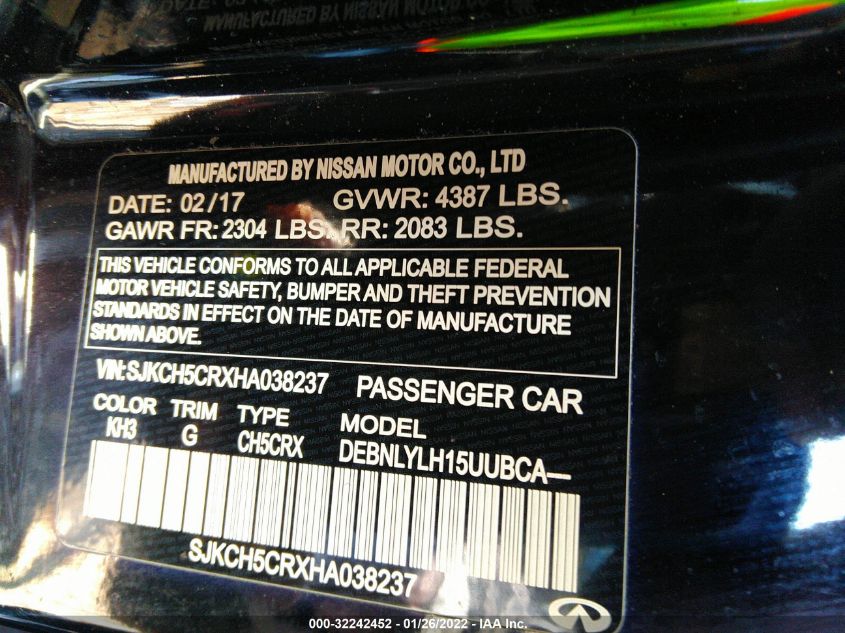 MANUFACTURED BY NISSAN MOTOR CO., LTD
DATE: 02/17 GVWR: 4387 LBS.
GAWR FR: 2304 LBS. RR: 2083 LBS.
THIS VEHICLE CONFORMS TO ALL APPLICABLE FEDERAL
MOTOR VEHICLE SAFETY, BUMPER AND THEFT PREVENTION
STANDARDS IN EFFECT ON THE DATE OF MANUFACTURE
SHOWN ABOVE.
VIN:SJKCH5CRXHA038237 PASSENGER CAR
COLOR TRIM TYPE MODEL
KH3 G CH5CRX DEBNLYLH15UUBCA—
SJKCH5CRXHA038237
000-32242452 - 01/26/2022 - IAA Inc.